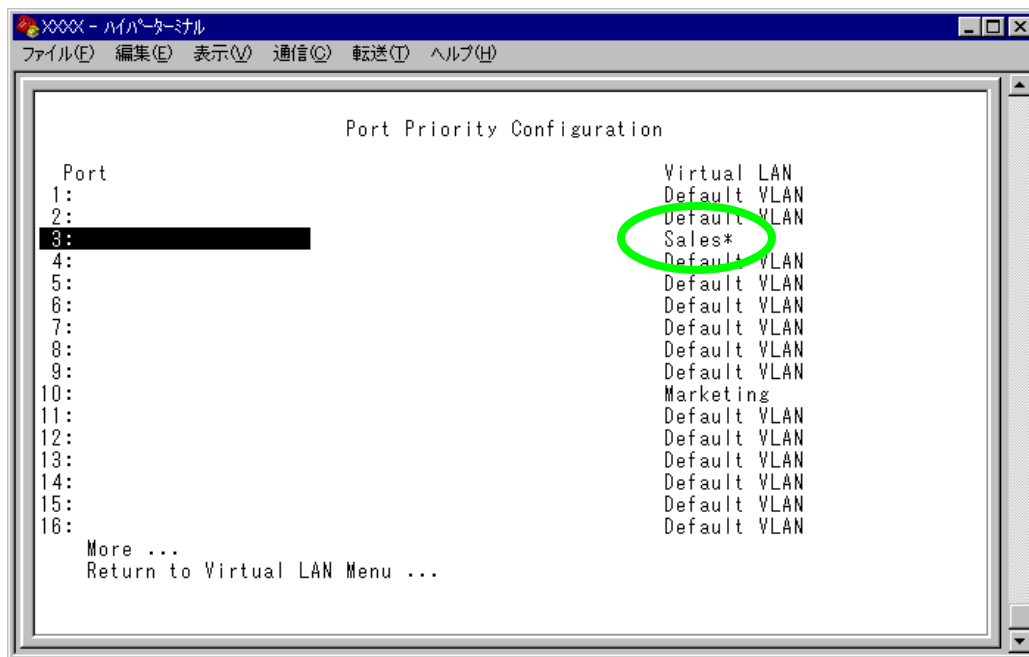 XXXX - ﾊｲﾊﾟｰﾀｰﾐﾅﾙ
ファイル(F) 編集(E) 表示(V) 通信(C) 転送(T) ヘルプ(H)
Port Priority Configuration
Port Virtual LAN
1: Default VLAN
2: Default VLAN
3: Sales*
4: Default VLAN
5: Default VLAN
6: Default VLAN
7: Default VLAN
8: Default VLAN
9: Default VLAN
10: Marketing
11: Default VLAN
12: Default VLAN
13: Default VLAN
14: Default VLAN
15: Default VLAN
16: Default VLAN
More ...
Return to Virtual LAN Menu ...